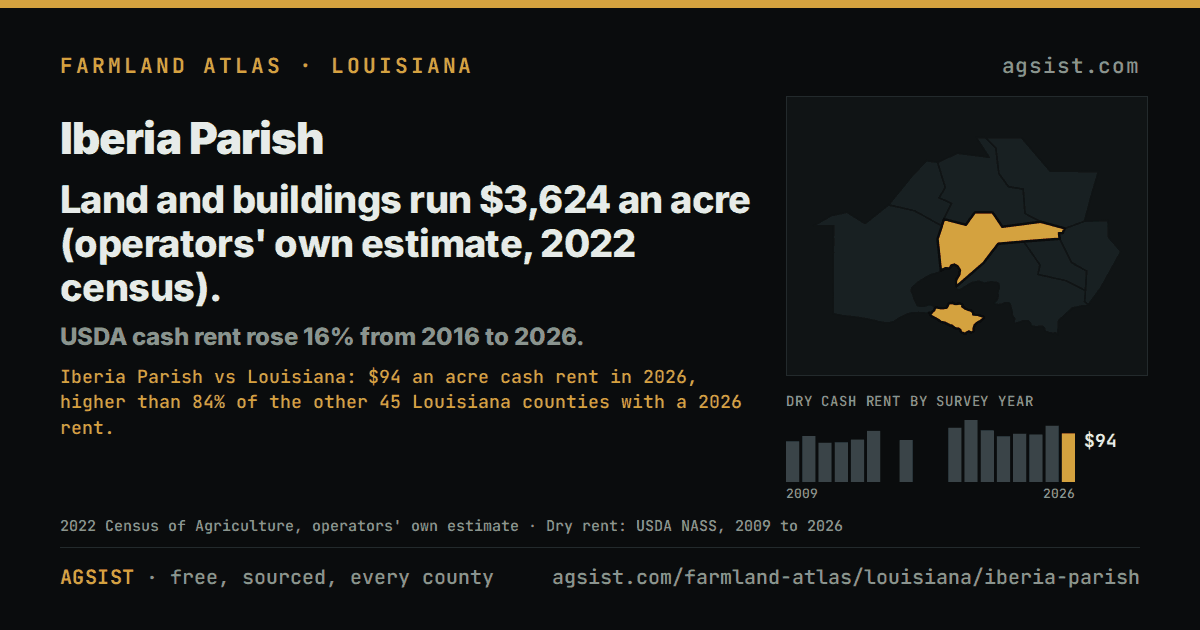 FARMLAND ATLAS · LOUISIANA
agsist.com
Iberia Parish
Land and buildings run $3,624 an acre
(operators' own estimate, 2022
census).
USDA cash rent rose 16% from 2016 to 2026.
Iberia Parish vs Louisiana: $94 an acre cash rent in 2026,
higher than 84% of the other 45 Louisiana counties with a 2026
rent.
DRY CASH RENT BY SURVEY YEAR
$94
2009
2026
2022 Census of Agriculture, operators' own estimate · Dry rent: USDA NASS, 2009 to 2026
AGSIST · free, sourced, every county
agsist.com/farmland-atlas/louisiana/iberia-parish